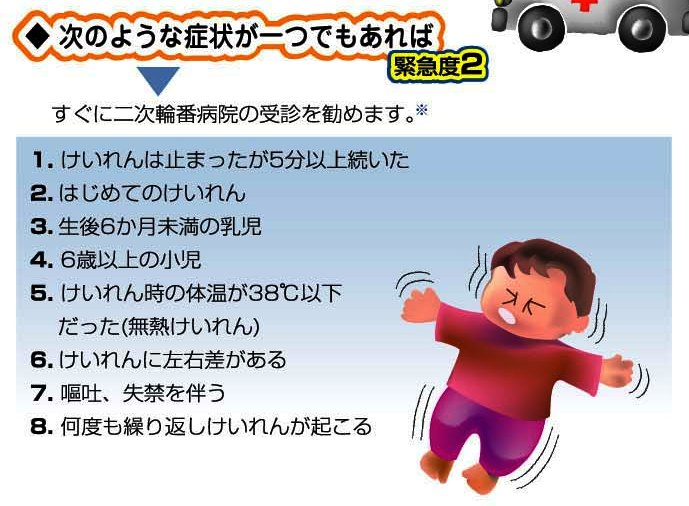 ◆ 次のような症状が一つでもあれば
緊急度2
すぐに二次輪番病院の受診を勧めます。※
1. けいれんは止まったが5分以上続いた
2. はじめてのけいれん
3. 生後6か月未満の乳児
4. 6歳以上の小児
5. けいれん時の体温が38℃以下
だった(無熱けいれん)
6. けいれんに左右差がある
7. 嘔吐、失禁を伴う
8. 何度も繰り返しけいれんが起こる